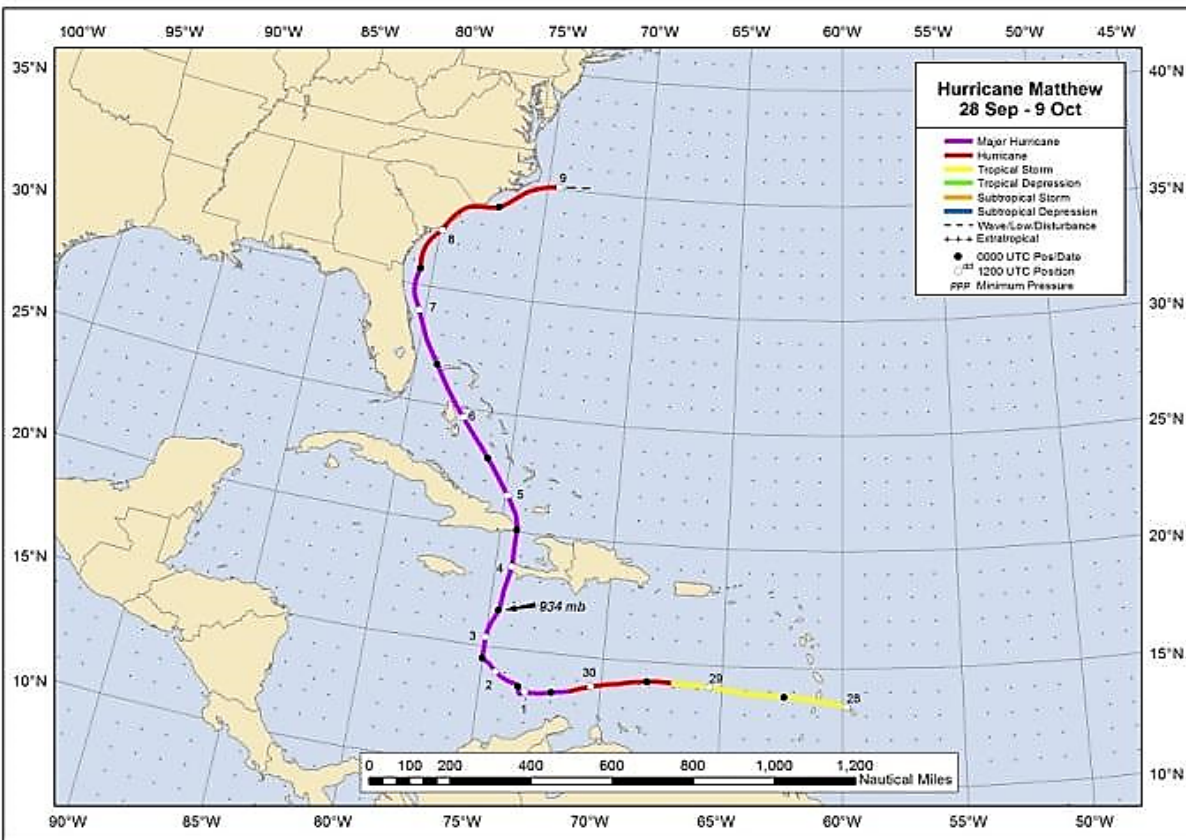 100°W 95°W 90°W 85°W 80°W 75°W 70°W 65°W 60°W 55°W 50°W 45°W
35°N
30°N
25°N
20°N
15°N
10°N
40°N
35°N
30°N
25°N
20°N
15°N
10°N
Hurricane Matthew
28 Sep - 9 Oct
Major Hurricane
Hurricane
Tropical Storm
Tropical Depression
Subtropical Storm
Subtropical Depression
Wave/Low/Disturbance
Extratropical
0000 UTC Pos/Date
1200 UTC Position
PPP Minimum Pressure
9
8
7
6
5
4
934 mb
3
2
1
30
29
28
0 100 200 400 600 800 1,000 1,200
Nautical Miles
90°W 85°W 80°W 75°W 70°W 65°W 60°W 55°W 50°W